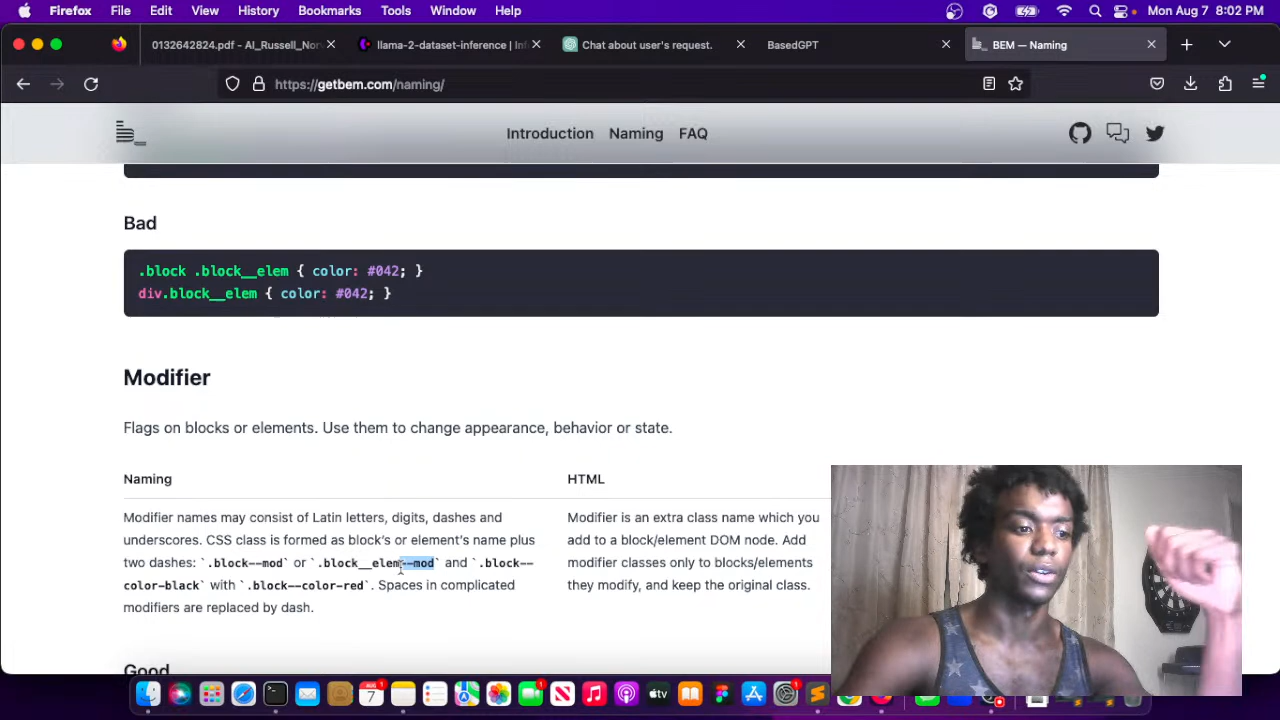 Firefox File Edit View History Bookmarks Tools Window Help Mon Aug 7 8:02 PM
0132642824.pdf - AI_Russell_Nor
llama-2-dataset-inference | Inf
Chat about user's request.
BasedGPT
BEM — Naming
https://getbem.com/naming/
Introduction Naming FAQ
Bad
.block .block__elem { color: #042; }
div.block__elem { color: #042; }
Modifier
Flags on blocks or elements. Use them to change appearance, behavior or state.
Naming
Modifier names may consist of Latin letters, digits, dashes and
underscores. CSS class is formed as block's or element's name plus
two dashes: `.block--mod` or `.block__elem--mod` and `.block--
color-black` with `.block--color-red`. Spaces in complicated
modifiers are replaced by dash.
HTML
Modifier is an extra class name which you
add to a block/element DOM node. Add
modifier classes only to blocks/elements
they modify, and keep the original class.
Good